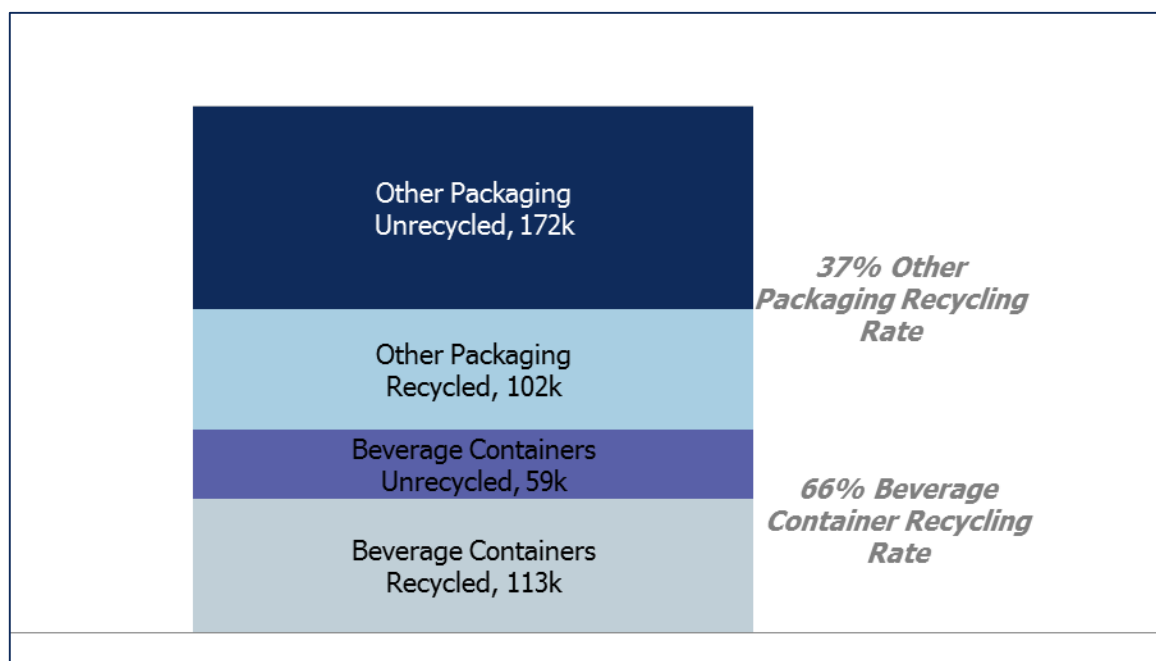 Other Packaging
Unrecycled, 172k
37% Other
Packaging Recycling
Rate
Other Packaging
Recycled, 102k
Beverage Containers
Unrecycled, 59k
66% Beverage
Container Recycling
Rate
Beverage Containers
Recycled, 113k